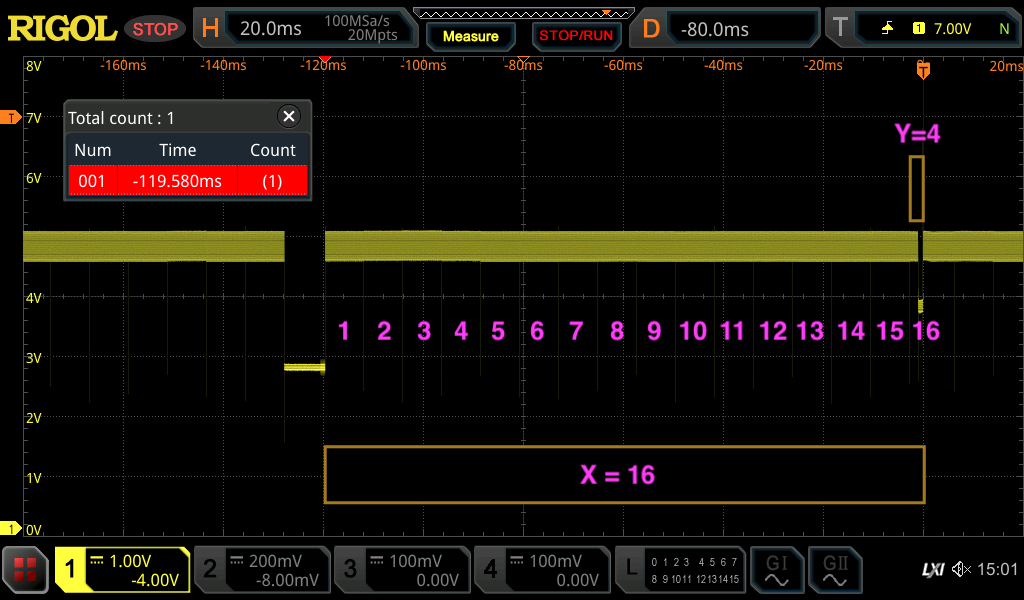 RIGOL STOP H 20.0ms 100MSa/s 20Mpts Measure STOP/RUN D -80.0ms T 1 7.00V N
8V -160ms -140ms -120ms -100ms -80ms -60ms -40ms -20ms T 20ms
T 7V
Total count : 1
Num Time Count
001 -119.580ms (1)
Y=4
6V
4V
1 2 3 4 5 6 7 8 9 10 11 12 13 14 15 16
3V
2V
1V
X = 16
1 0V
1 1.00V -4.00V 2 200mV -8.00mV 3 100mV 0.00V 4 100mV 0.00V L 0 1 2 3 4 5 6 7 8 9 10 11 12 13 14 15 GI GII LXI 15:01